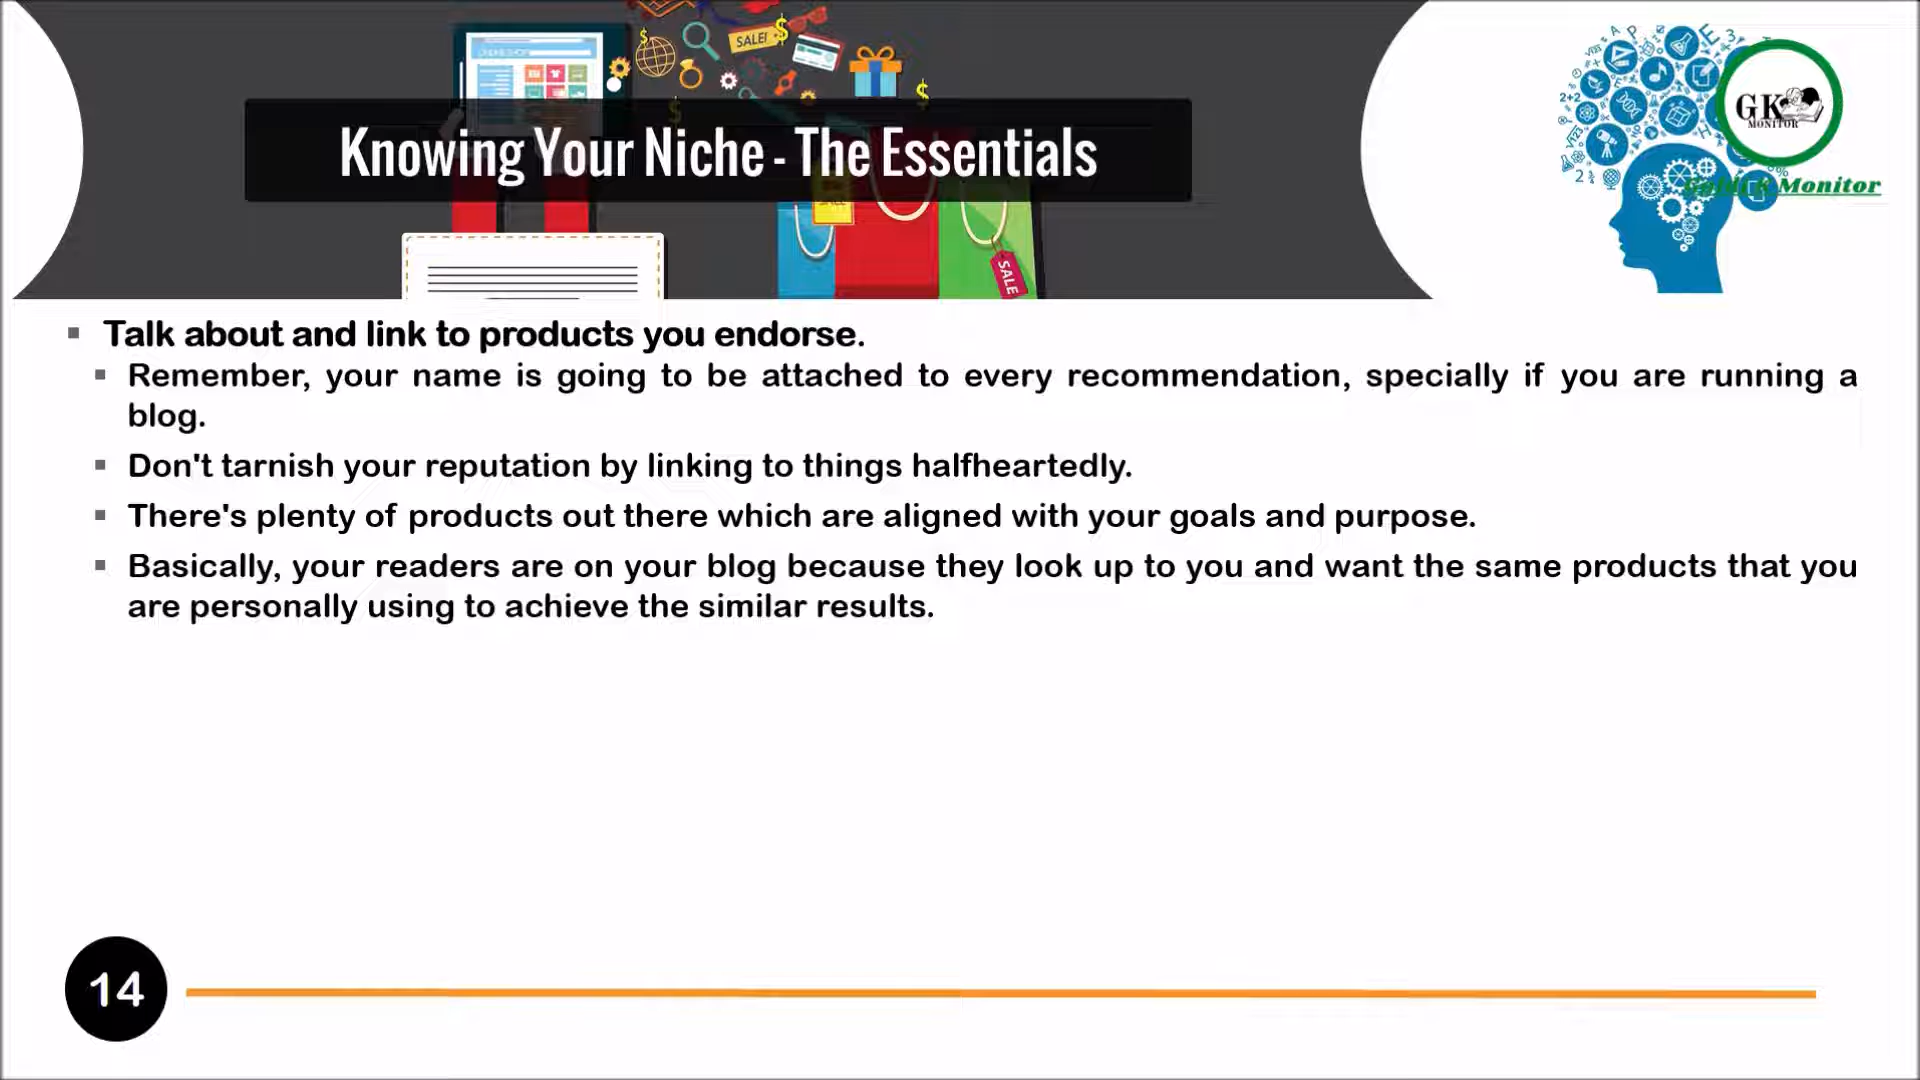 SALE!
Knowing Your Niche - The Essentials
SALE
GK
MONITOR
Monitor
Talk about and link to products you endorse.
Remember, your name is going to be attached to every recommendation, specially if you are running a
blog.
Don't tarnish your reputation by linking to things halfheartedly.
There's plenty of products out there which are aligned with your goals and purpose.
Basically, your readers are on your blog because they look up to you and want the same products that you
are personally using to achieve the similar results.
14